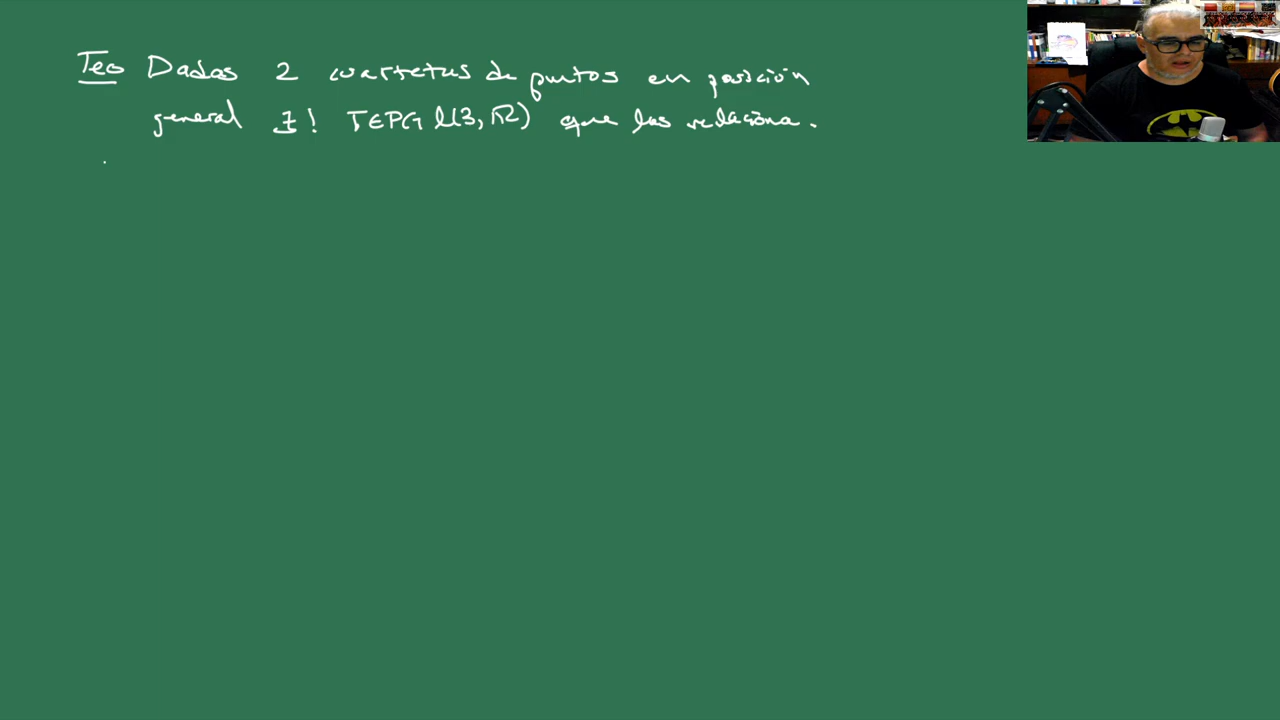 Teo Dados 2 cuartetos de puntos en posición
general ∃! T∈PGL(3,ℝ) que los relaciona.